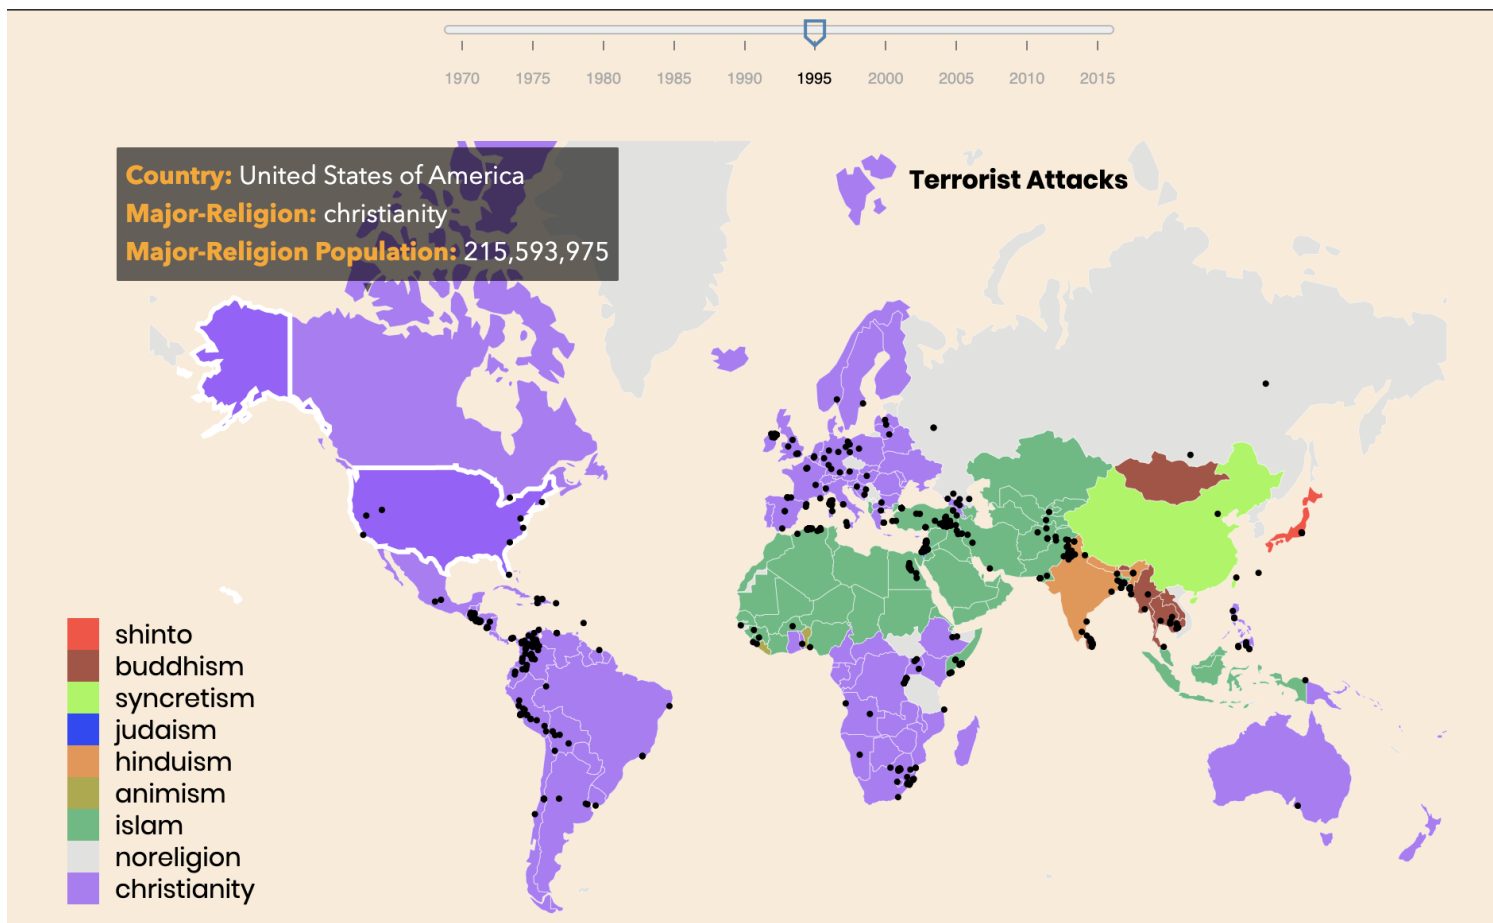 1970 1975 1980 1985 1990 1995 2000 2005 2010 2015
Country: United States of America
Major-Religion: christianity
Major-Religion Population: 215,593,975
Terrorist Attacks
shinto
buddhism
syncretism
judaism
hinduism
animism
islam
noreligion
christianity